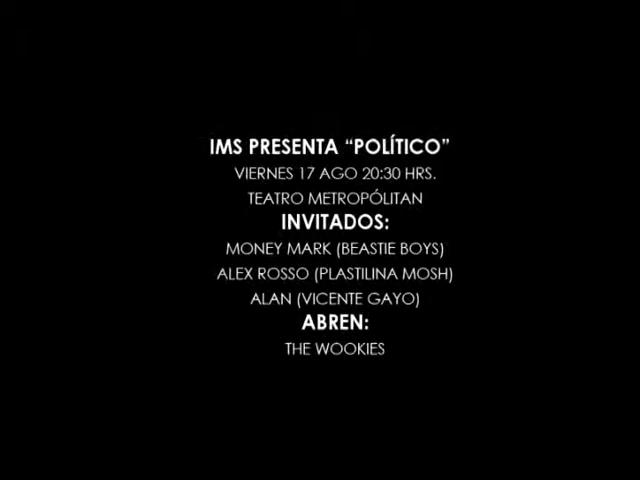 IMS PRESENTA “POLÍTICO”
VIERNES 17 AGO 20:30 HRS.
TEATRO METROPÓLITAN
INVITADOS:
MONEY MARK (BEASTIE BOYS)
ALEX ROSSO (PLASTILINA MOSH)
ALAN (VICENTE GAYO)
ABREN:
THE WOOKIES